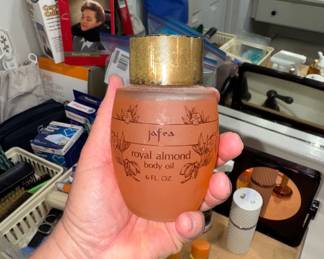 jafra
royal almond
body oil
6 FL OZ